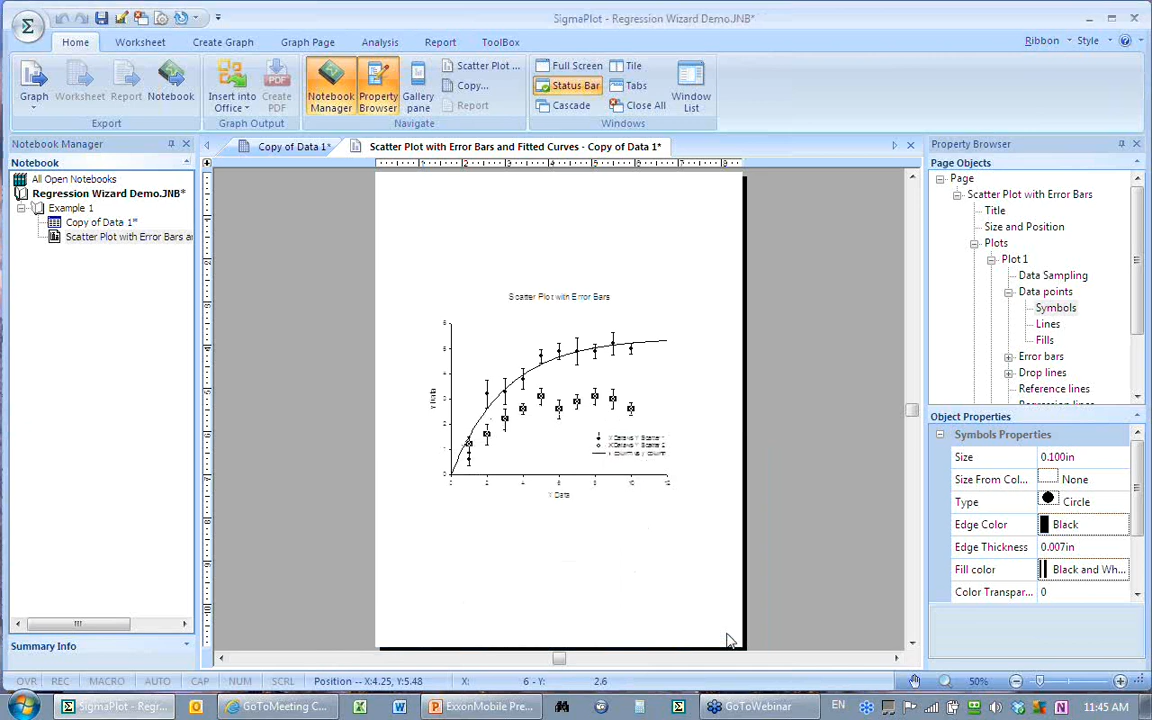 SigmaPlot - Regression Wizard Demo.JNB*
Home Worksheet Create Graph Graph Page Analysis Report ToolBox
Ribbon Style
Graph Worksheet Report Notebook
Export
Insert into Office Create PDF
Graph Output
Notebook Manager Property Browser Gallery pane
Scatter Plot ...
Copy...
Report
Navigate
Full Screen Tile
Status Bar Tabs
Cascade Close All
Window List
Windows
Notebook Manager
Notebook
All Open Notebooks
Regression Wizard Demo.JNB*
Example 1
Copy of Data 1*
Scatter Plot with Error Bars a
Summary Info
Copy of Data 1*
Scatter Plot with Error Bars and Fitted Curves - Copy of Data 1*
Scatter Plot with Error Bars
Y Data
X Data
Property Browser
Page Objects
Page
Scatter Plot with Error Bars
Title
Size and Position
Plots
Plot 1
Data Sampling
Data points
Symbols
Lines
Fills
Error bars
Drop lines
Reference lines
Object Properties
Symbols Properties
Size 0.100in
Size From Col... None
Type Circle
Edge Color Black
Edge Thickness 0.007in
Fill color Black and Wh...
Color Transpar... 0
OVR REC MACRO AUTO CAP NUM SCRL Position -- X:4.25, Y:5.48 X: 6 - Y: 2.6 50%
SigmaPlot - Regr... GoToMeeting C... ExxonMobile Pre... GoToWebinar EN 11:45 AM